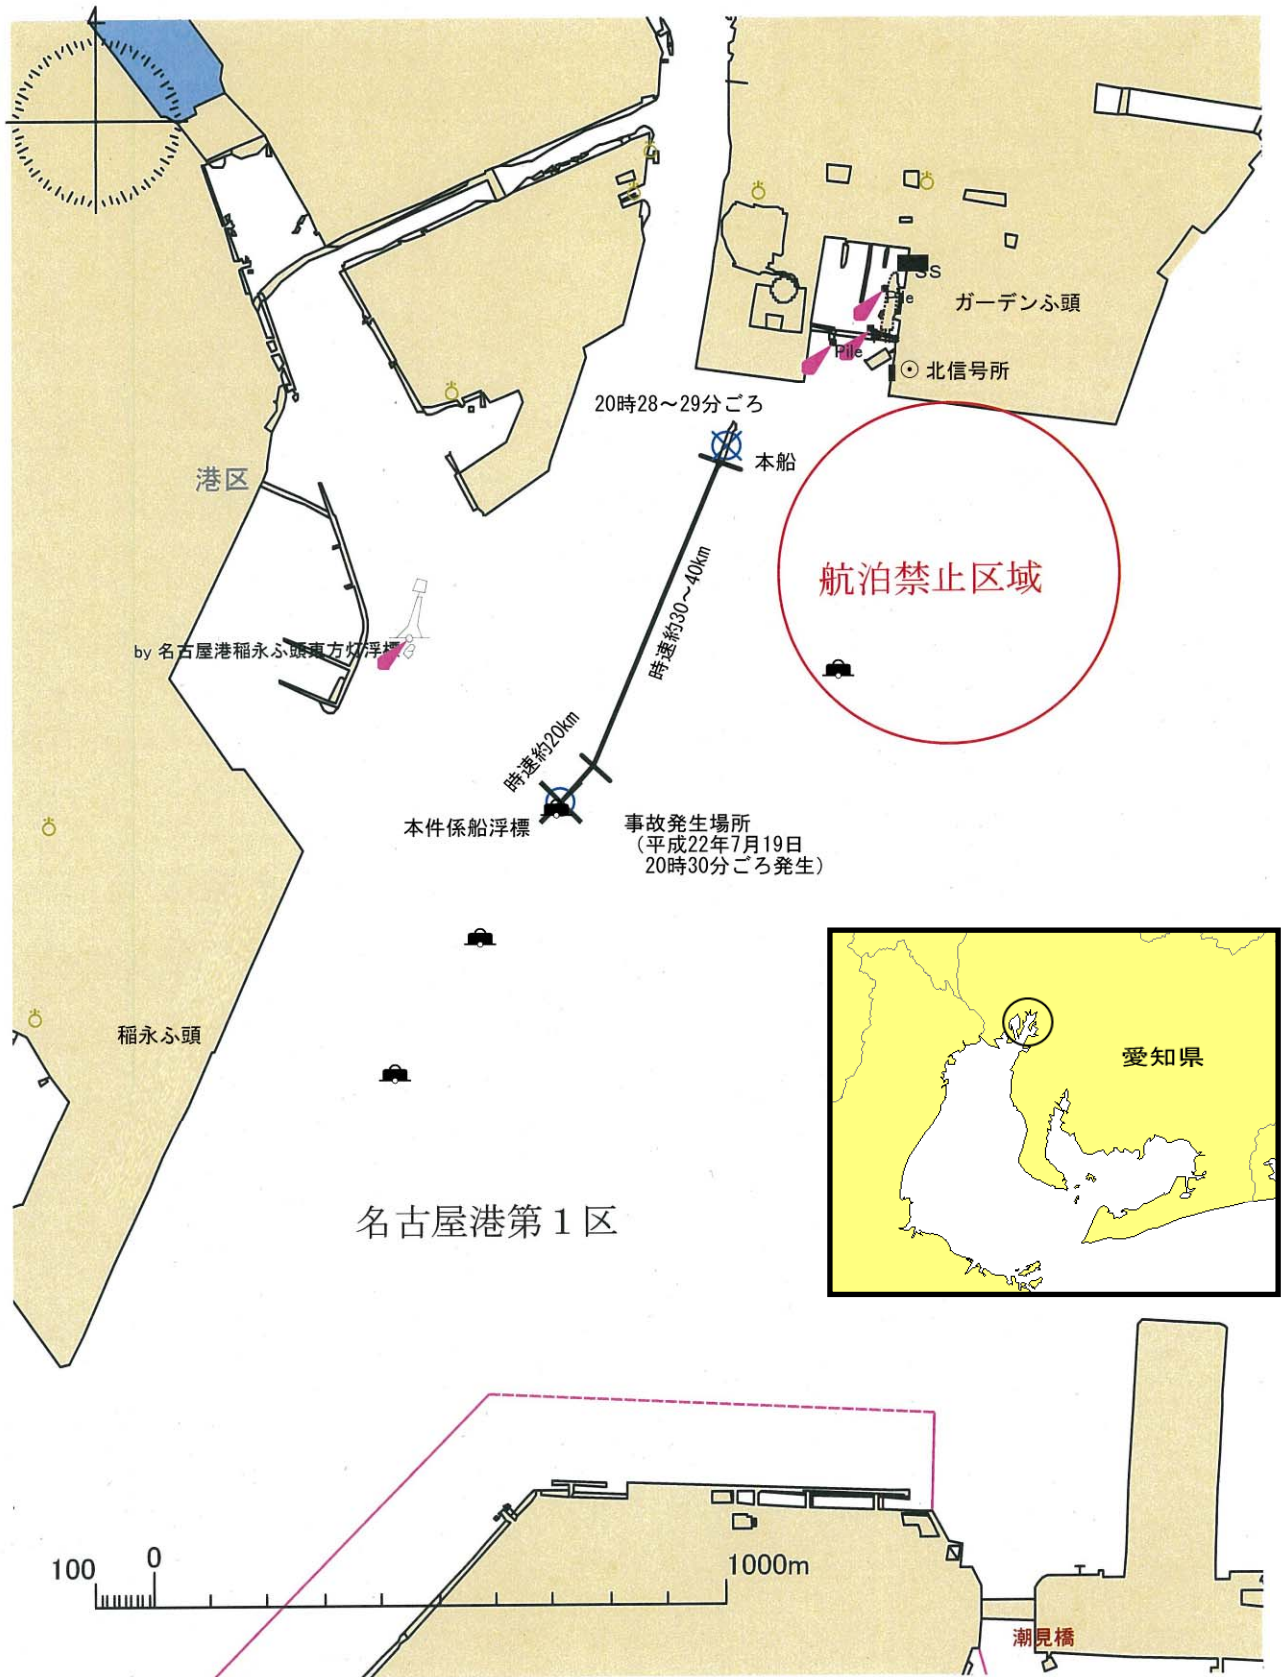 SS
Pile
ガーデンふ頭
Pile
北信号所
20時28～29分ごろ
本船
港区
航泊禁止区域
時速約30～40km
by 名古屋港稲永ふ頭東方灯浮標
時速約20km
本件係船浮標
事故発生場所
（平成22年7月19日
20時30分ごろ発生）
稲永ふ頭
愛知県
名古屋港第１区
100
0
1000m
潮見橋